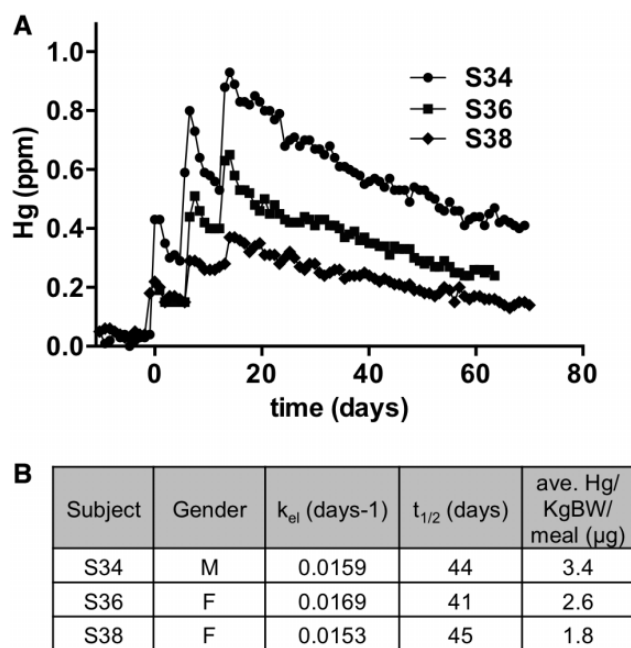 A
1.0
0.8
0.6
0.4
0.2
0.0
Hg (ppm)
S34
S36
S38
0 20 40 60 80
time (days)
B
Subject Gender kel (days-1) t1/2 (days) ave. Hg/
KgBW/
meal (µg)
S34 M 0.0159 44 3.4
S36 F 0.0169 41 2.6
S38 F 0.0153 45 1.8